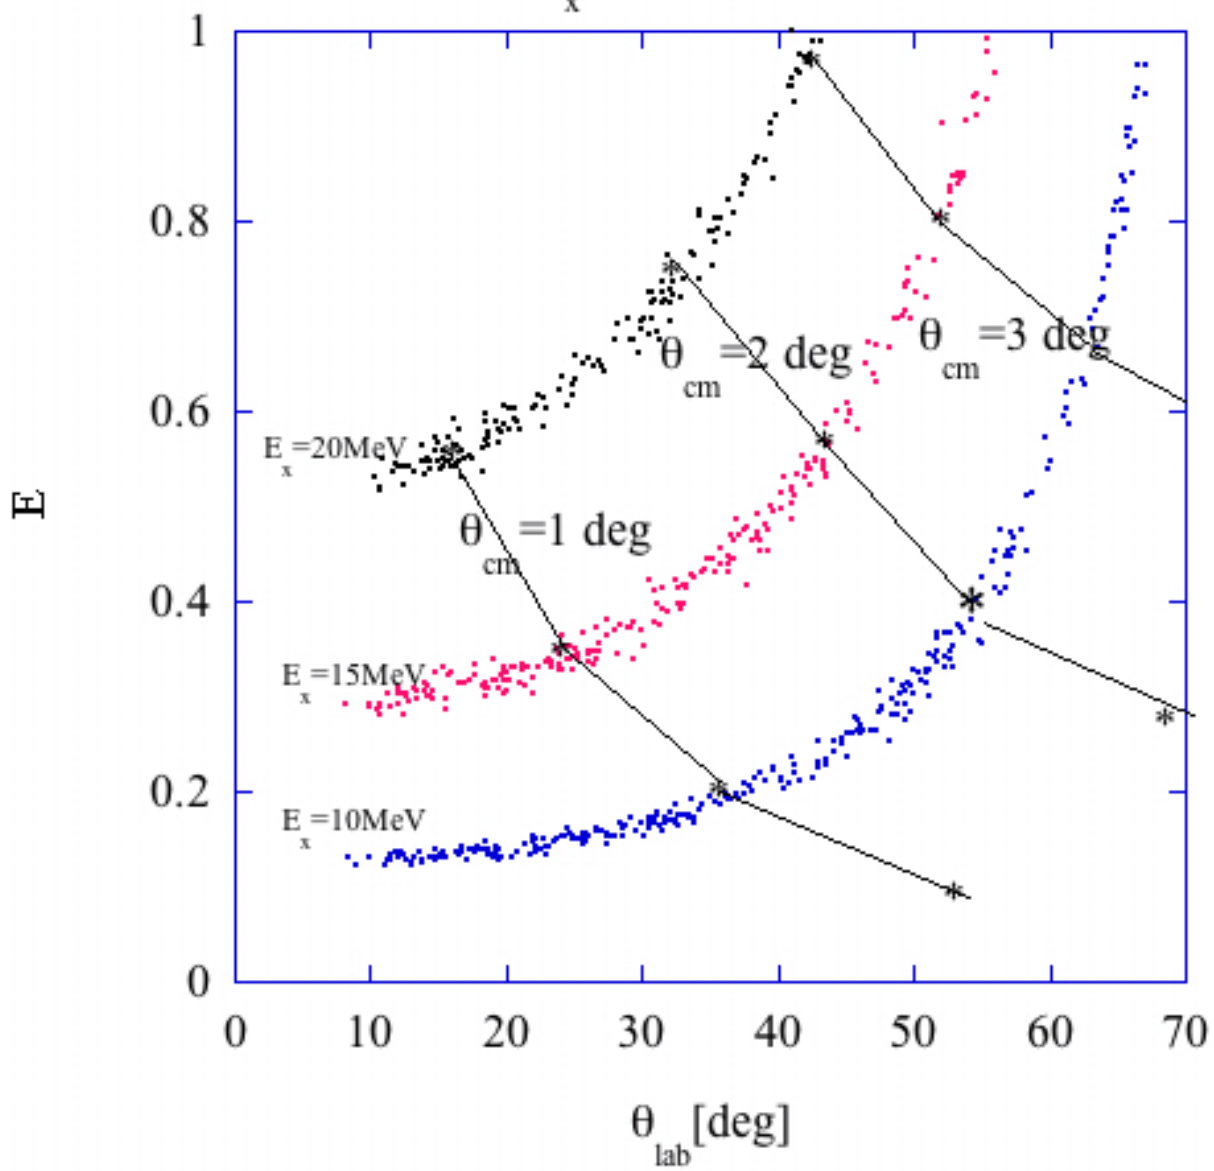 x
1
0.8
0.6
0.4
0.2
0
E
θcm=2 deg
θcm=3 deg
Ex=20MeV
θcm=1 deg
Ex=15MeV
Ex=10MeV
0 10 20 30 40 50 60 70
θlab[deg]